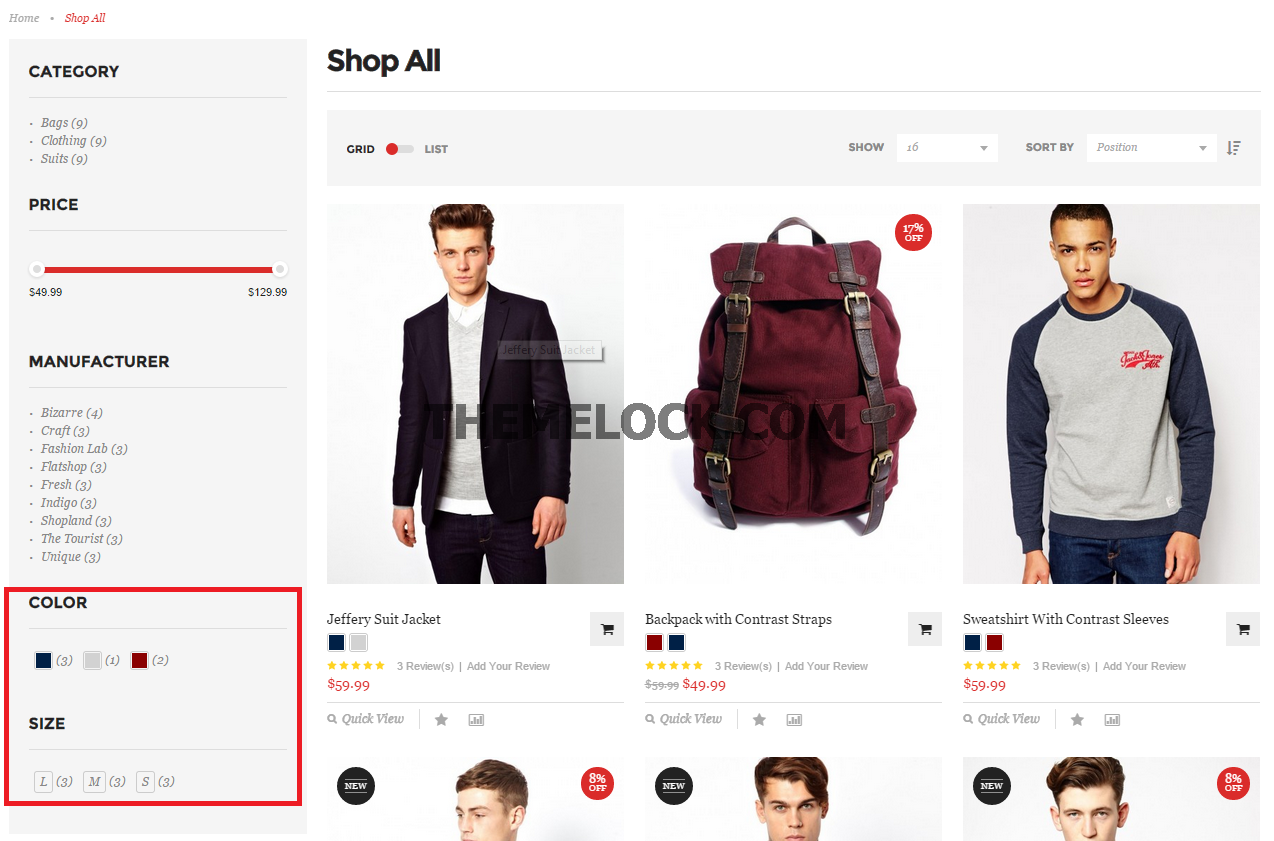 Home • Shop All
CATEGORY
· Bags (9)
· Clothing (9)
· Suits (9)
PRICE
$49.99 $129.99
MANUFACTURER
· Bizarre (4)
· Craft (3)
· Fashion Lab (3)
· Flatshop (3)
· Fresh (3)
· Indigo (3)
· Shopland (3)
· The Tourist (3)
· Unique (3)
COLOR
(3) (1) (2)
SIZE
L (3) M (3) S (3)
Shop All
GRID LIST SHOW 16 SORT BY Position
Jeffery Suit Jacket
17%
OFF
Jack&Jones
Ath.
THEMELOCK.COM
Jeffery Suit Jacket
3 Review(s) | Add Your Review
$59.99
Quick View
Backpack with Contrast Straps
3 Review(s) | Add Your Review
$59.99 $49.99
Quick View
Sweatshirt With Contrast Sleeves
3 Review(s) | Add Your Review
$59.99
Quick View
NEW
8%
OFF
NEW
NEW
8%
OFF